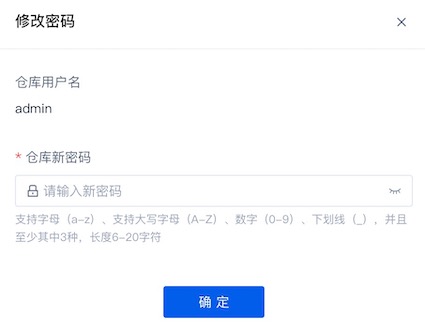 修改密码
仓库用户名
admin
* 仓库新密码
请输入新密码
支持字母（a-z）、支持大写字母（A-Z）、数字（0-9）、下划线（_），并且
至少其中3种，长度6-20字符
确 定